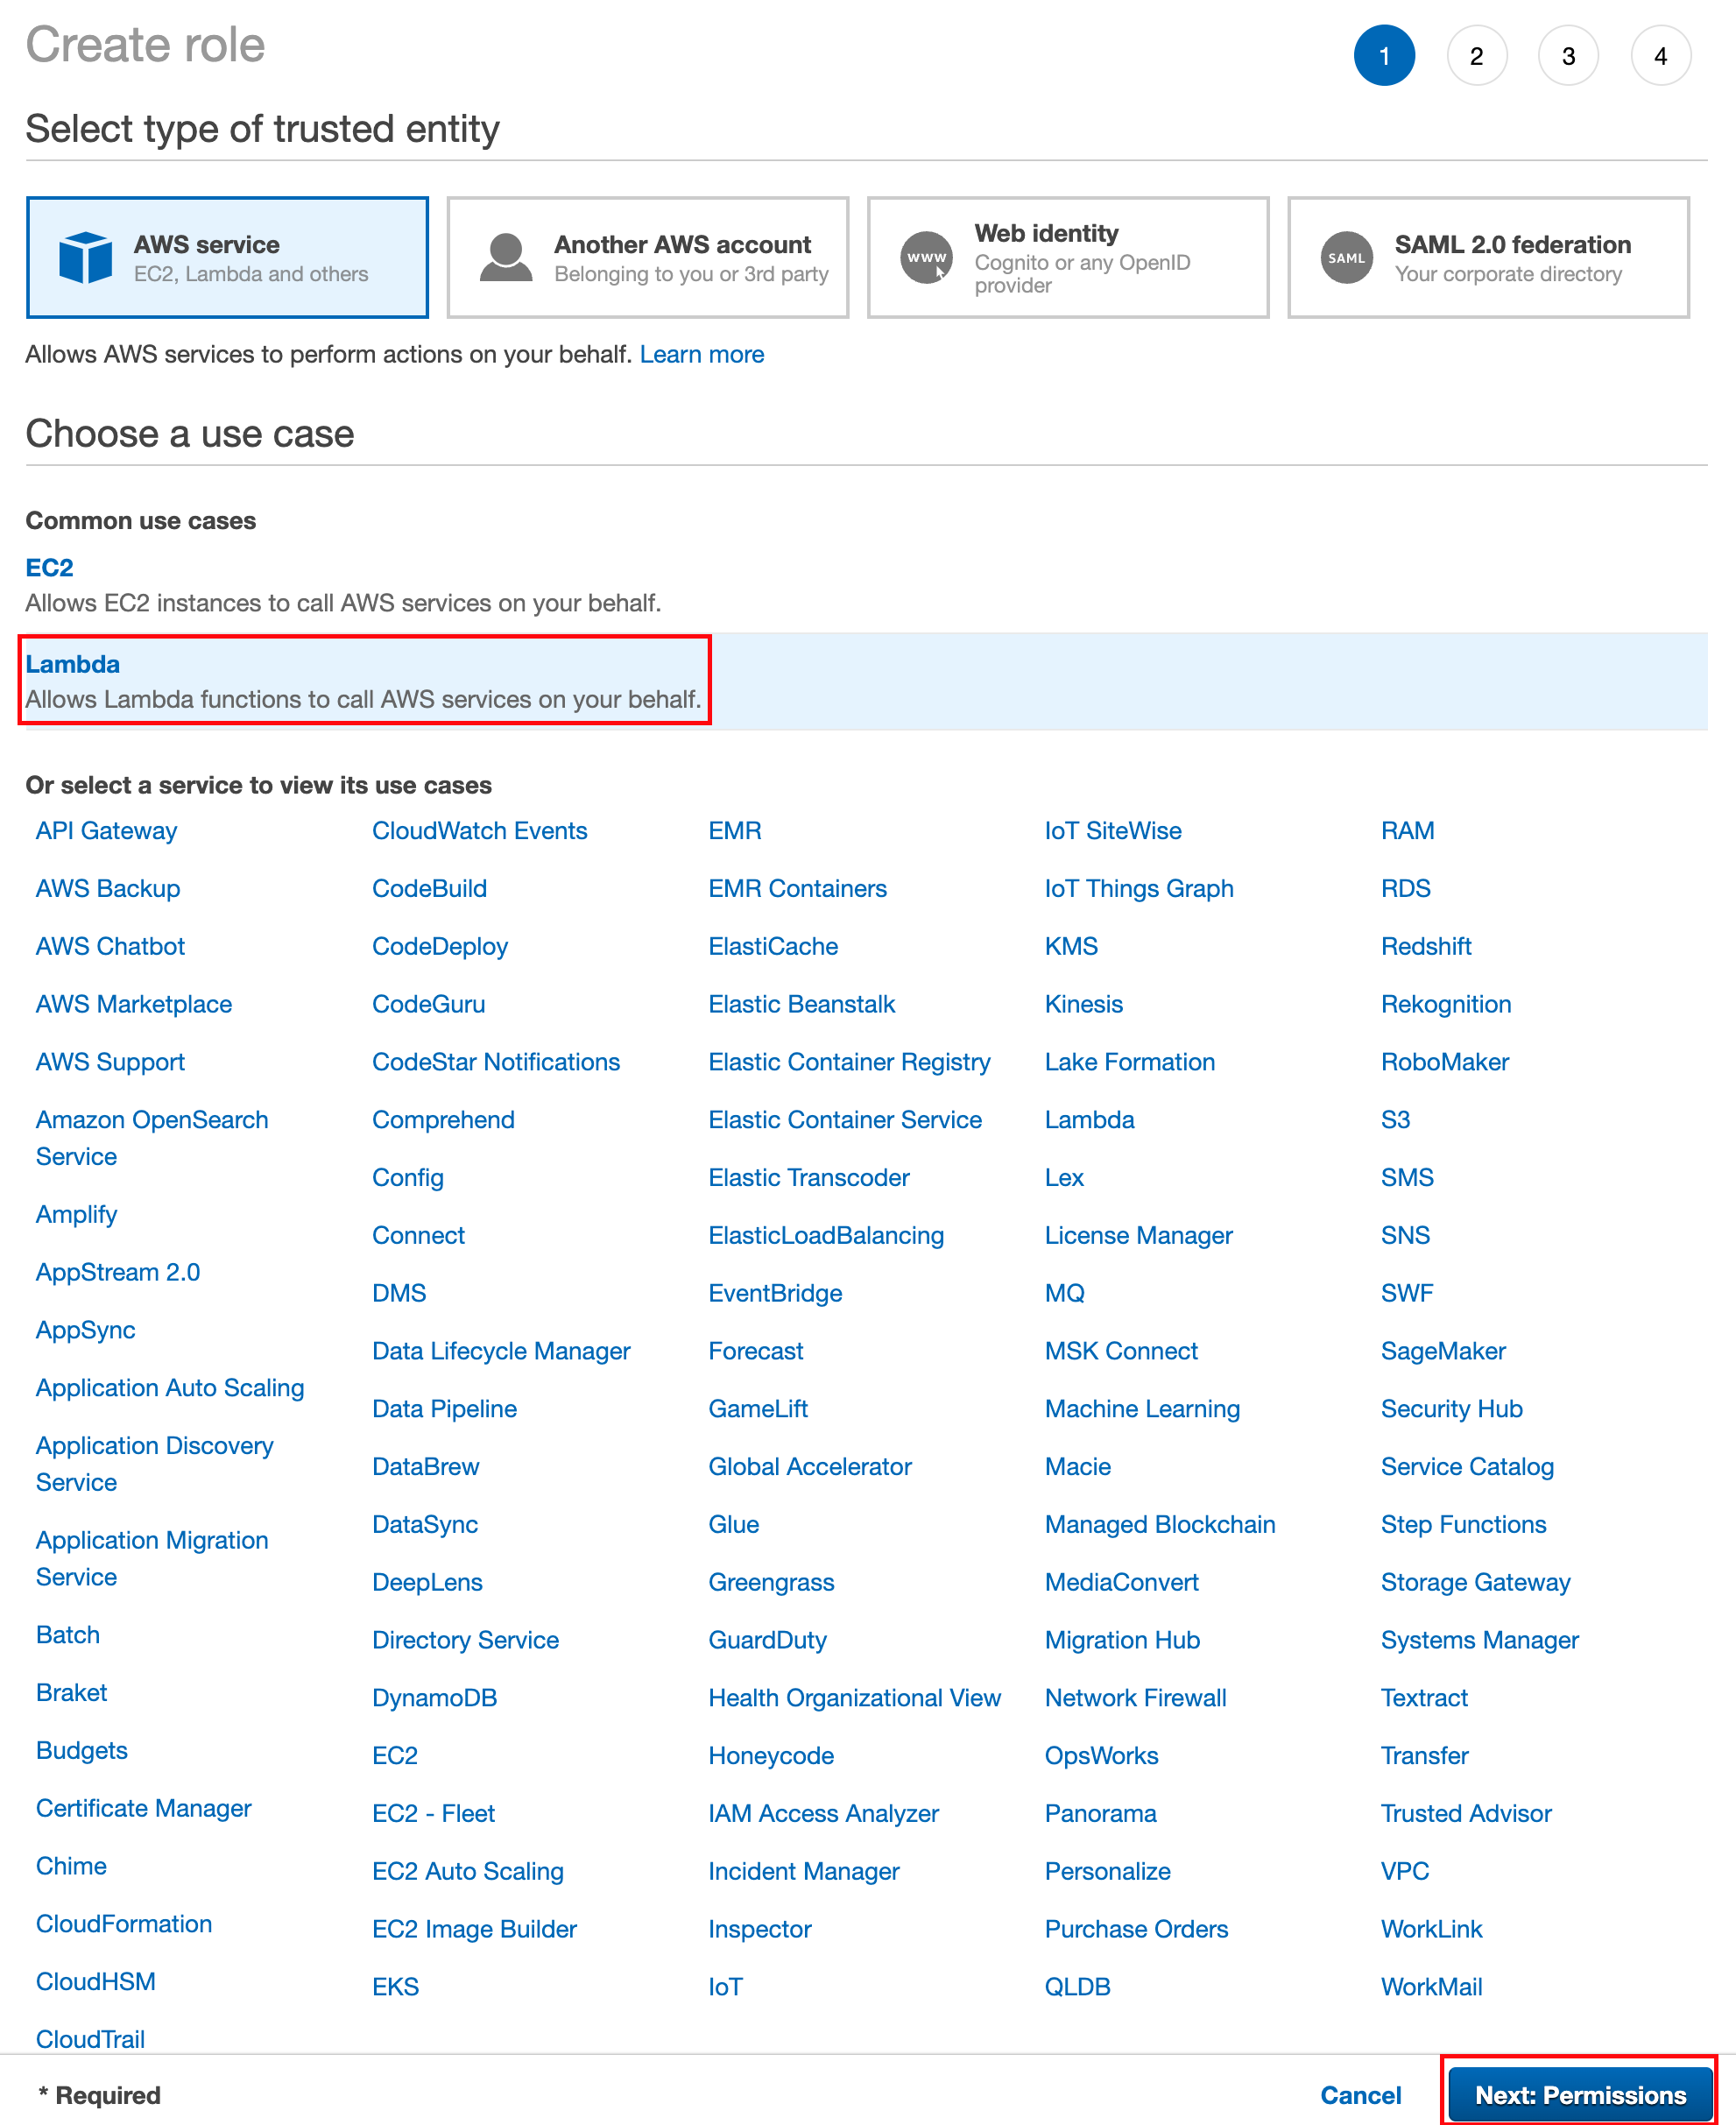 Create role
1 2 3 4
Select type of trusted entity
AWS service
EC2, Lambda and others
Another AWS account
Belonging to you or 3rd party
www
Web identity
Cognito or any OpenID
provider
SAML
SAML 2.0 federation
Your corporate directory
Allows AWS services to perform actions on your behalf. Learn more
Choose a use case
Common use cases
EC2
Allows EC2 instances to call AWS services on your behalf.
Lambda
Allows Lambda functions to call AWS services on your behalf.
Or select a service to view its use cases
API Gateway
AWS Backup
AWS Chatbot
AWS Marketplace
AWS Support
Amazon OpenSearch
Service
Amplify
AppStream 2.0
AppSync
Application Auto Scaling
Application Discovery
Service
Application Migration
Service
Batch
Braket
Budgets
Certificate Manager
Chime
CloudFormation
CloudHSM
CloudTrail
CloudWatch Events
CodeBuild
CodeDeploy
CodeGuru
CodeStar Notifications
Comprehend
Config
Connect
DMS
Data Lifecycle Manager
Data Pipeline
DataBrew
DataSync
DeepLens
Directory Service
DynamoDB
EC2
EC2 - Fleet
EC2 Auto Scaling
EC2 Image Builder
EKS
EMR
EMR Containers
ElastiCache
Elastic Beanstalk
Elastic Container Registry
Elastic Container Service
Elastic Transcoder
ElasticLoadBalancing
EventBridge
Forecast
GameLift
Global Accelerator
Glue
Greengrass
GuardDuty
Health Organizational View
Honeycode
IAM Access Analyzer
Incident Manager
Inspector
IoT
IoT SiteWise
IoT Things Graph
KMS
Kinesis
Lake Formation
Lambda
Lex
License Manager
MQ
MSK Connect
Machine Learning
Macie
Managed Blockchain
MediaConvert
Migration Hub
Network Firewall
OpsWorks
Panorama
Personalize
Purchase Orders
QLDB
RAM
RDS
Redshift
Rekognition
RoboMaker
S3
SMS
SNS
SWF
SageMaker
Security Hub
Service Catalog
Step Functions
Storage Gateway
Systems Manager
Textract
Transfer
Trusted Advisor
VPC
WorkLink
WorkMail
* Required
Cancel
Next: Permissions